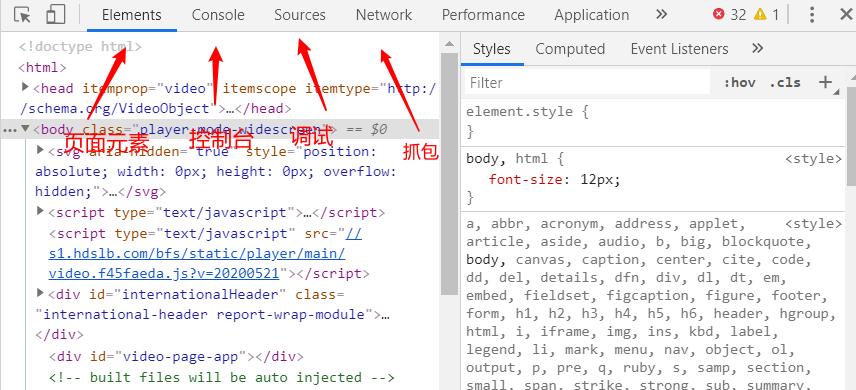 Elements Console Sources Network Performance Application » 32 1
<!doctype html>
<html>
<head itemprop="video" itemscope itemtype="http:/
/schema.org/VideoObject">…</head>
<body class="player-mode-widescreen"> == $0
页面元素 控制台 调试 抓包
<svg aria-hidden="true" style="position:
absolute; width: 0px; height: 0px; overflow:
hidden;">…</svg>
<script type="text/javascript">…</script>
<script type="text/javascript" src="//
s1.hdslb.com/bfs/static/player/main/
video.f45faeda.js?v=20200521"></script>
<div id="internationalHeader" class=
"international-header report-wrap-module">…
</div>
<div id="video-page-app"></div>
<!-- built files will be auto injected -->
Styles Computed Event Listeners »
Filter :hov .cls +
element.style {
}
body, html { <style>
font-size: 12px;
}
a, abbr, acronym, address, applet, <style>
article, aside, audio, b, big, blockquote,
body, canvas, caption, center, cite, code,
dd, del, details, dfn, div, dl, dt, em,
embed, fieldset, figcaption, figure, footer,
form, h1, h2, h3, h4, h5, h6, header, hgroup,
html, i, iframe, img, ins, kbd, label,
legend, li, mark, menu, nav, object, ol,
output, p, pre, q, ruby, s, samp, section,
small, span, strike, strong, sub, summary,